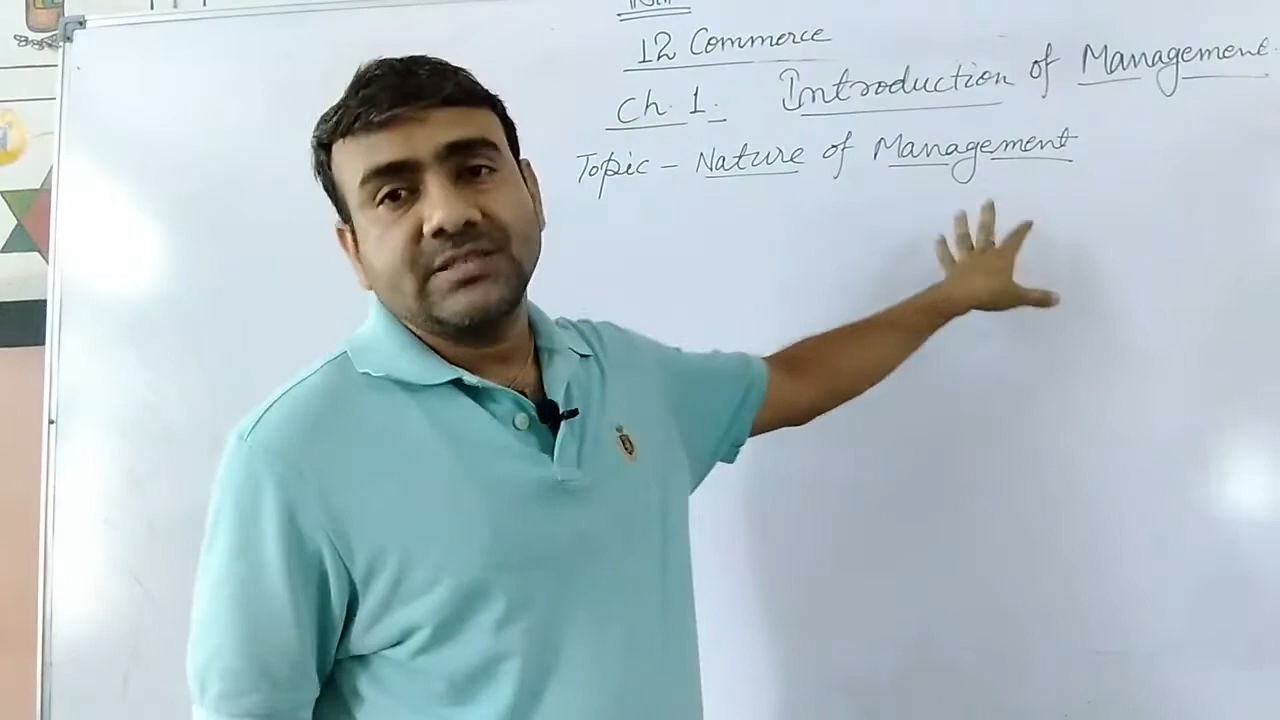 12 Commerce
Ch. 1. Introduction of Management
Topic - Nature of Management